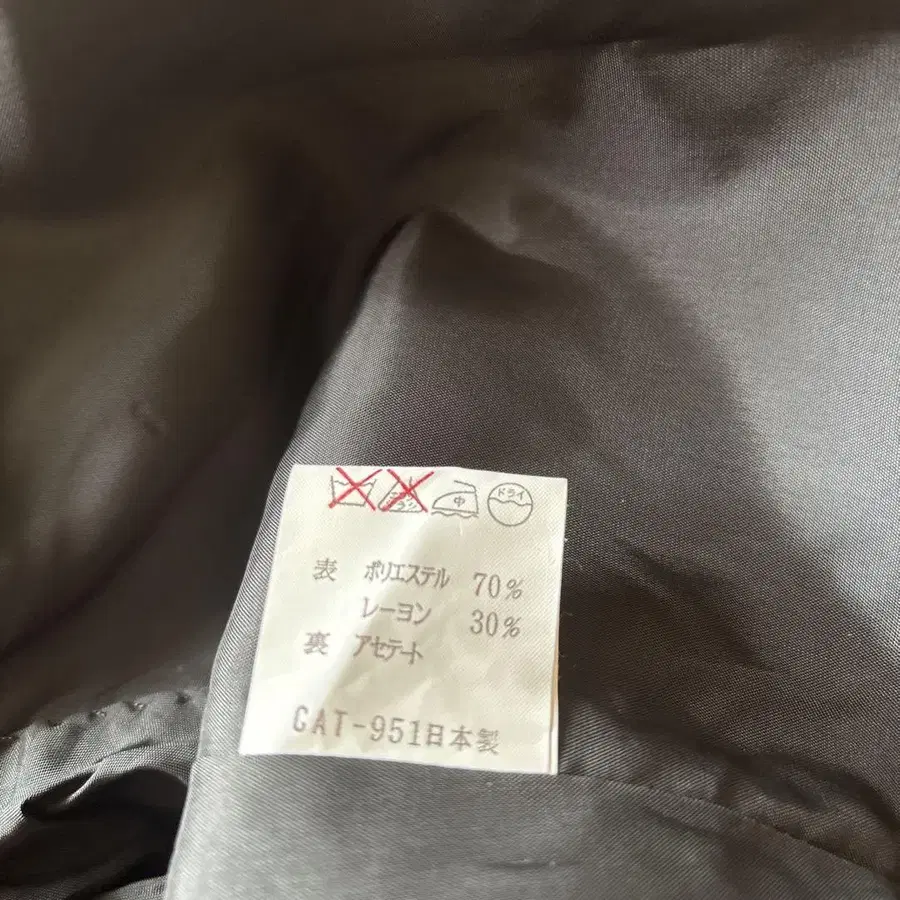 中 ドライ
表 ポリエステル 70%
レーヨン 30%
裏 アセテート
CAT-951日本製